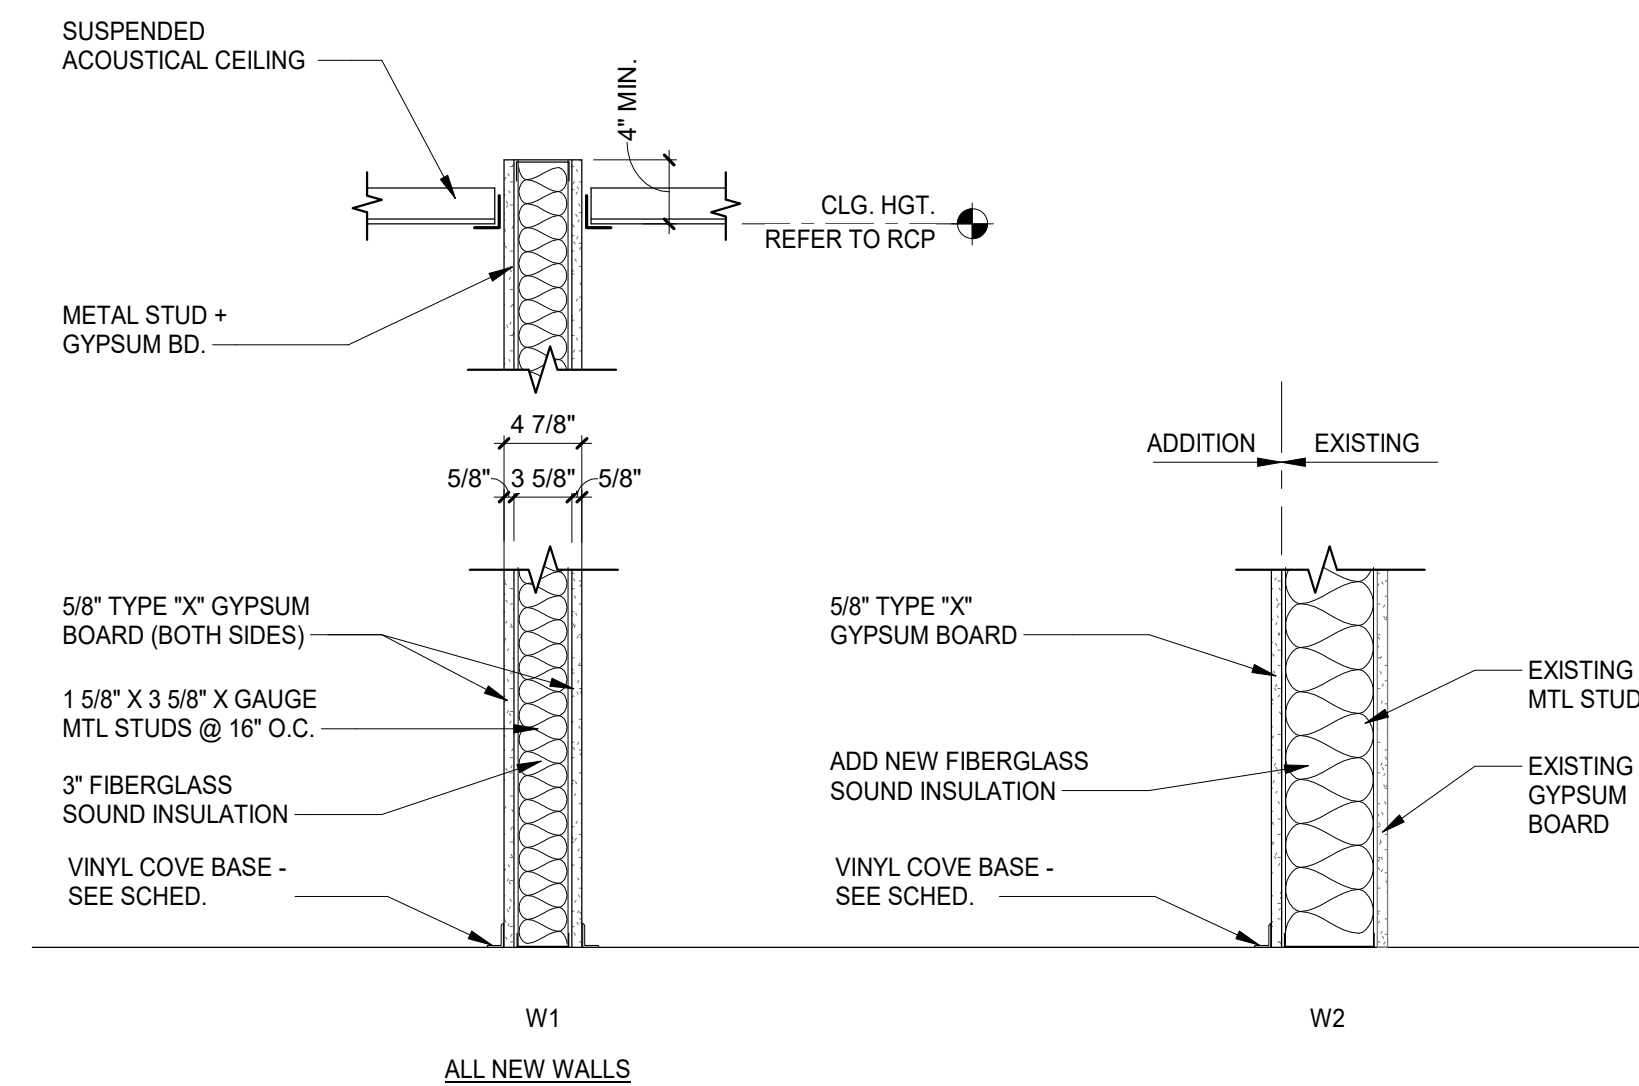 SUSPENDED
ACOUSTICAL CEILING
4" MIN.
CLG. HGT.
REFER TO RCP
METAL STUD +
GYPSUM BD.
4 7/8"
5/8" 3 5/8" 5/8"
5/8" TYPE "X" GYPSUM
BOARD (BOTH SIDES)
1 5/8" X 3 5/8" X GAUGE
MTL STUDS @ 16" O.C.
3" FIBERGLASS
SOUND INSULATION
VINYL COVE BASE -
SEE SCHED.
W1
ALL NEW WALLS
ADDITION EXISTING
5/8" TYPE "X"
GYPSUM BOARD
ADD NEW FIBERGLASS
SOUND INSULATION
VINYL COVE BASE -
SEE SCHED.
EXISTING
MTL STUD
EXISTING
GYPSUM
BOARD
W2